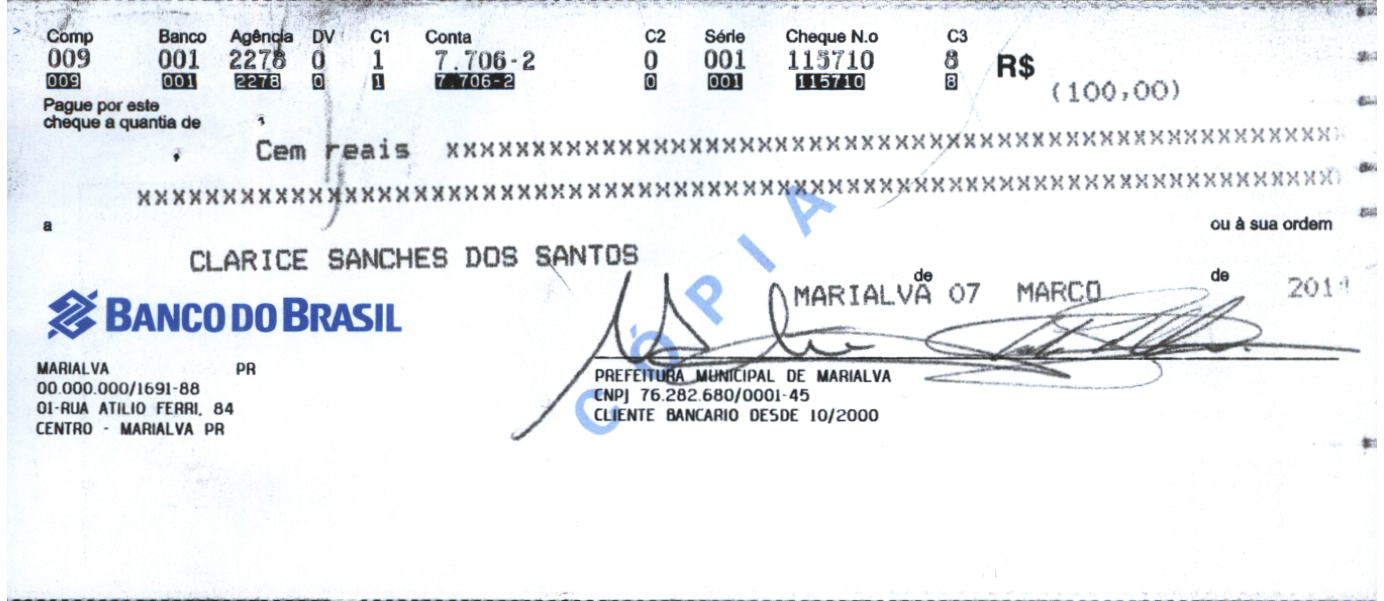 Comp Banco Agência DV C1 Conta C2 Série Cheque N.o C3
009 001 2278 0 1 7.706-2 0 001 115710 8 R$
009 001 2278 0 1 7.706-2 0 001 115710 8
(100,00)
Pague por este
cheque a quantia de
Cem reais xxxxxxxxxxxxxxxxxxxxxxxxxxxxxxxxxxxxxxxxxxxxxxxxxxxxxxxx
xxxxxxxxxxxxxxxxxxxxxxxxxxxxxxxxxxxxxxxxxxxxxxxxxxxxxxxxxxxxxxxxxxxxxx
a ou à sua ordem
CLARICE SANCHES DOS SANTOS
MARIALVA de 07 MARCO de
BANCO DO BRASIL
CÓPIA
MARIALVA PR
00.000.000/1691-88
01-RUA ATILIO FERRI, 84
CENTRO - MARIALVA PR
PREFEITURA MUNICIPAL DE MARIALVA
CNPJ 76.282.680/0001-45
CLIENTE BANCARIO DESDE 10/2000